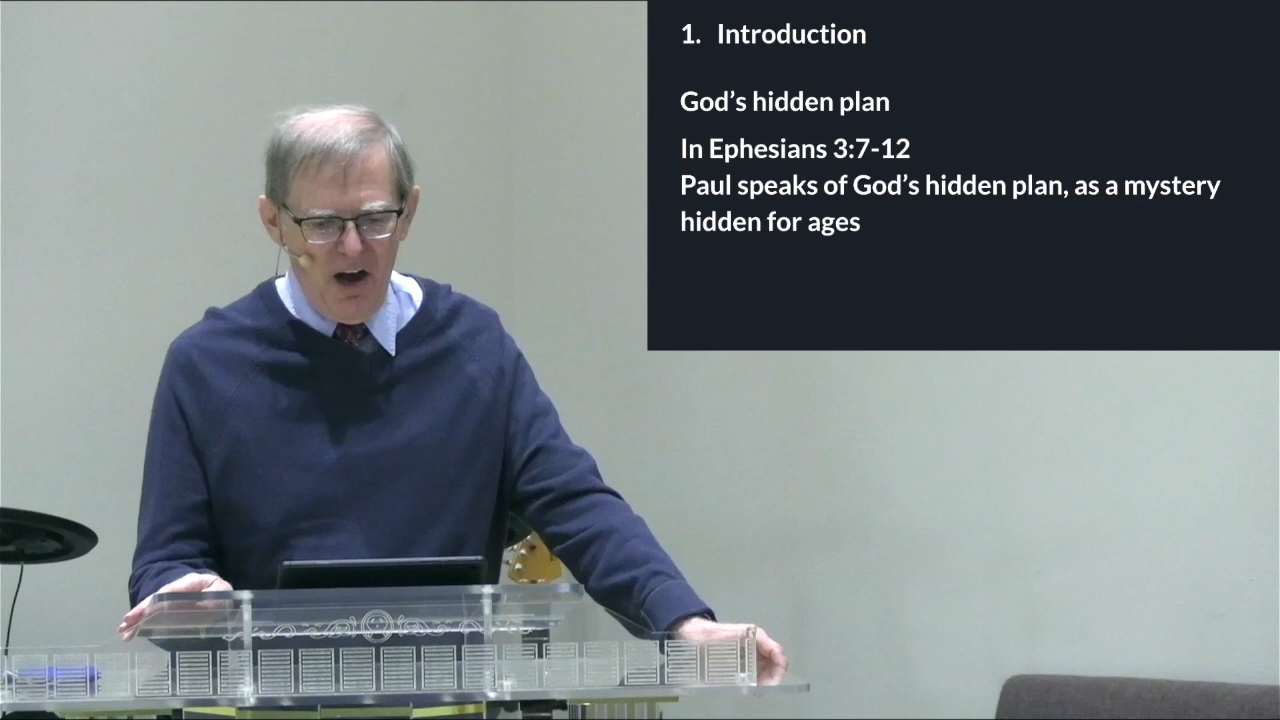 1. Introduction
God’s hidden plan
In Ephesians 3:7-12
Paul speaks of God’s hidden plan, as a mystery
hidden for ages